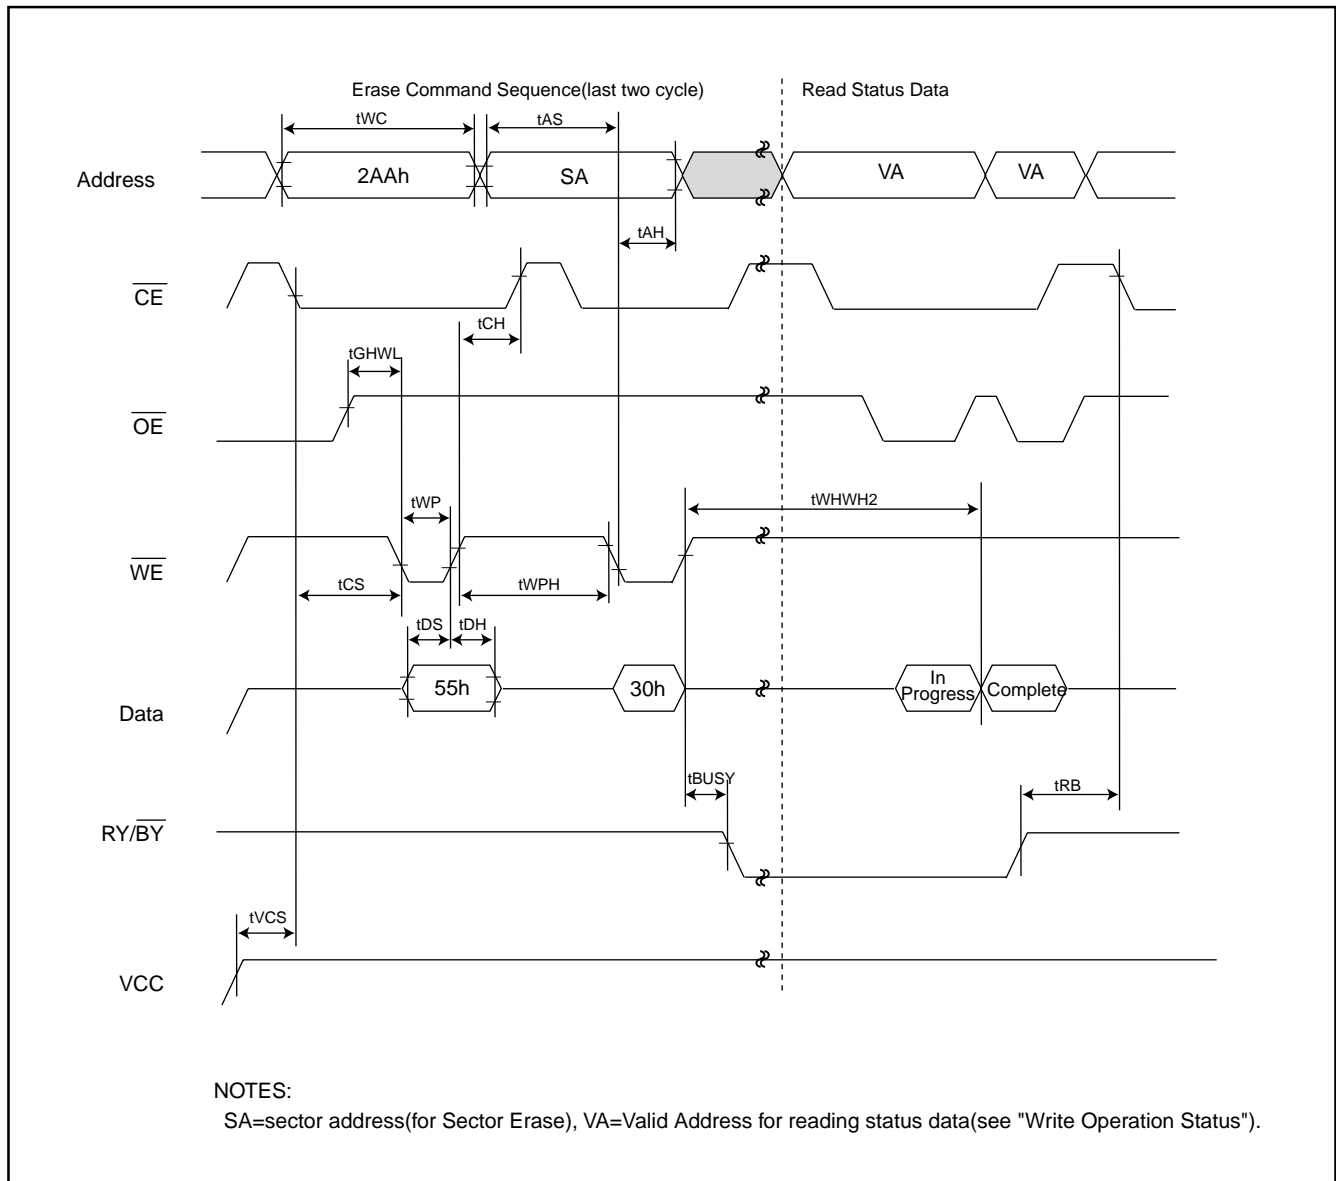 Erase Command Sequence(last two cycle)
Read Status Data
tWC
tAS
Address
2AAh
SA
VA
VA
tAH
CE
tCH
tGHWL
OE
tWP
tWHWH2
WE
tCS
tWPH
tDS
tDH
55h
30h
In
Progress
Complete
Data
tBUSY
tRB
RY/BY
tVCS
VCC
NOTES:
SA=sector address(for Sector Erase), VA=Valid Address for reading status data(see "Write Operation Status").